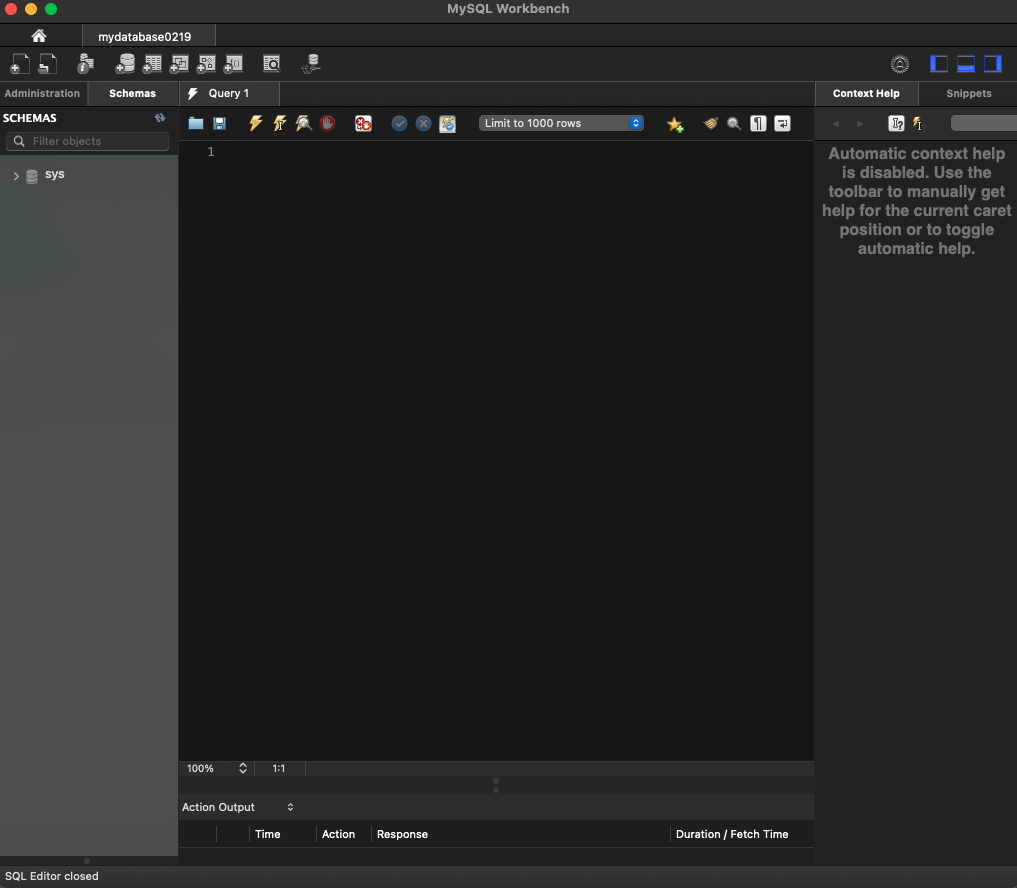 MySQL Workbench
mydatabase0219
Administration
Schemas
Query 1
Context Help
Snippets
SCHEMAS
Filter objects
Limit to 1000 rows
sys
1
Automatic context help
is disabled. Use the
toolbar to manually get
help for the current caret
position or to toggle
automatic help.
100%
1:1
Action Output
Time
Action
Response
Duration / Fetch Time
SQL Editor closed